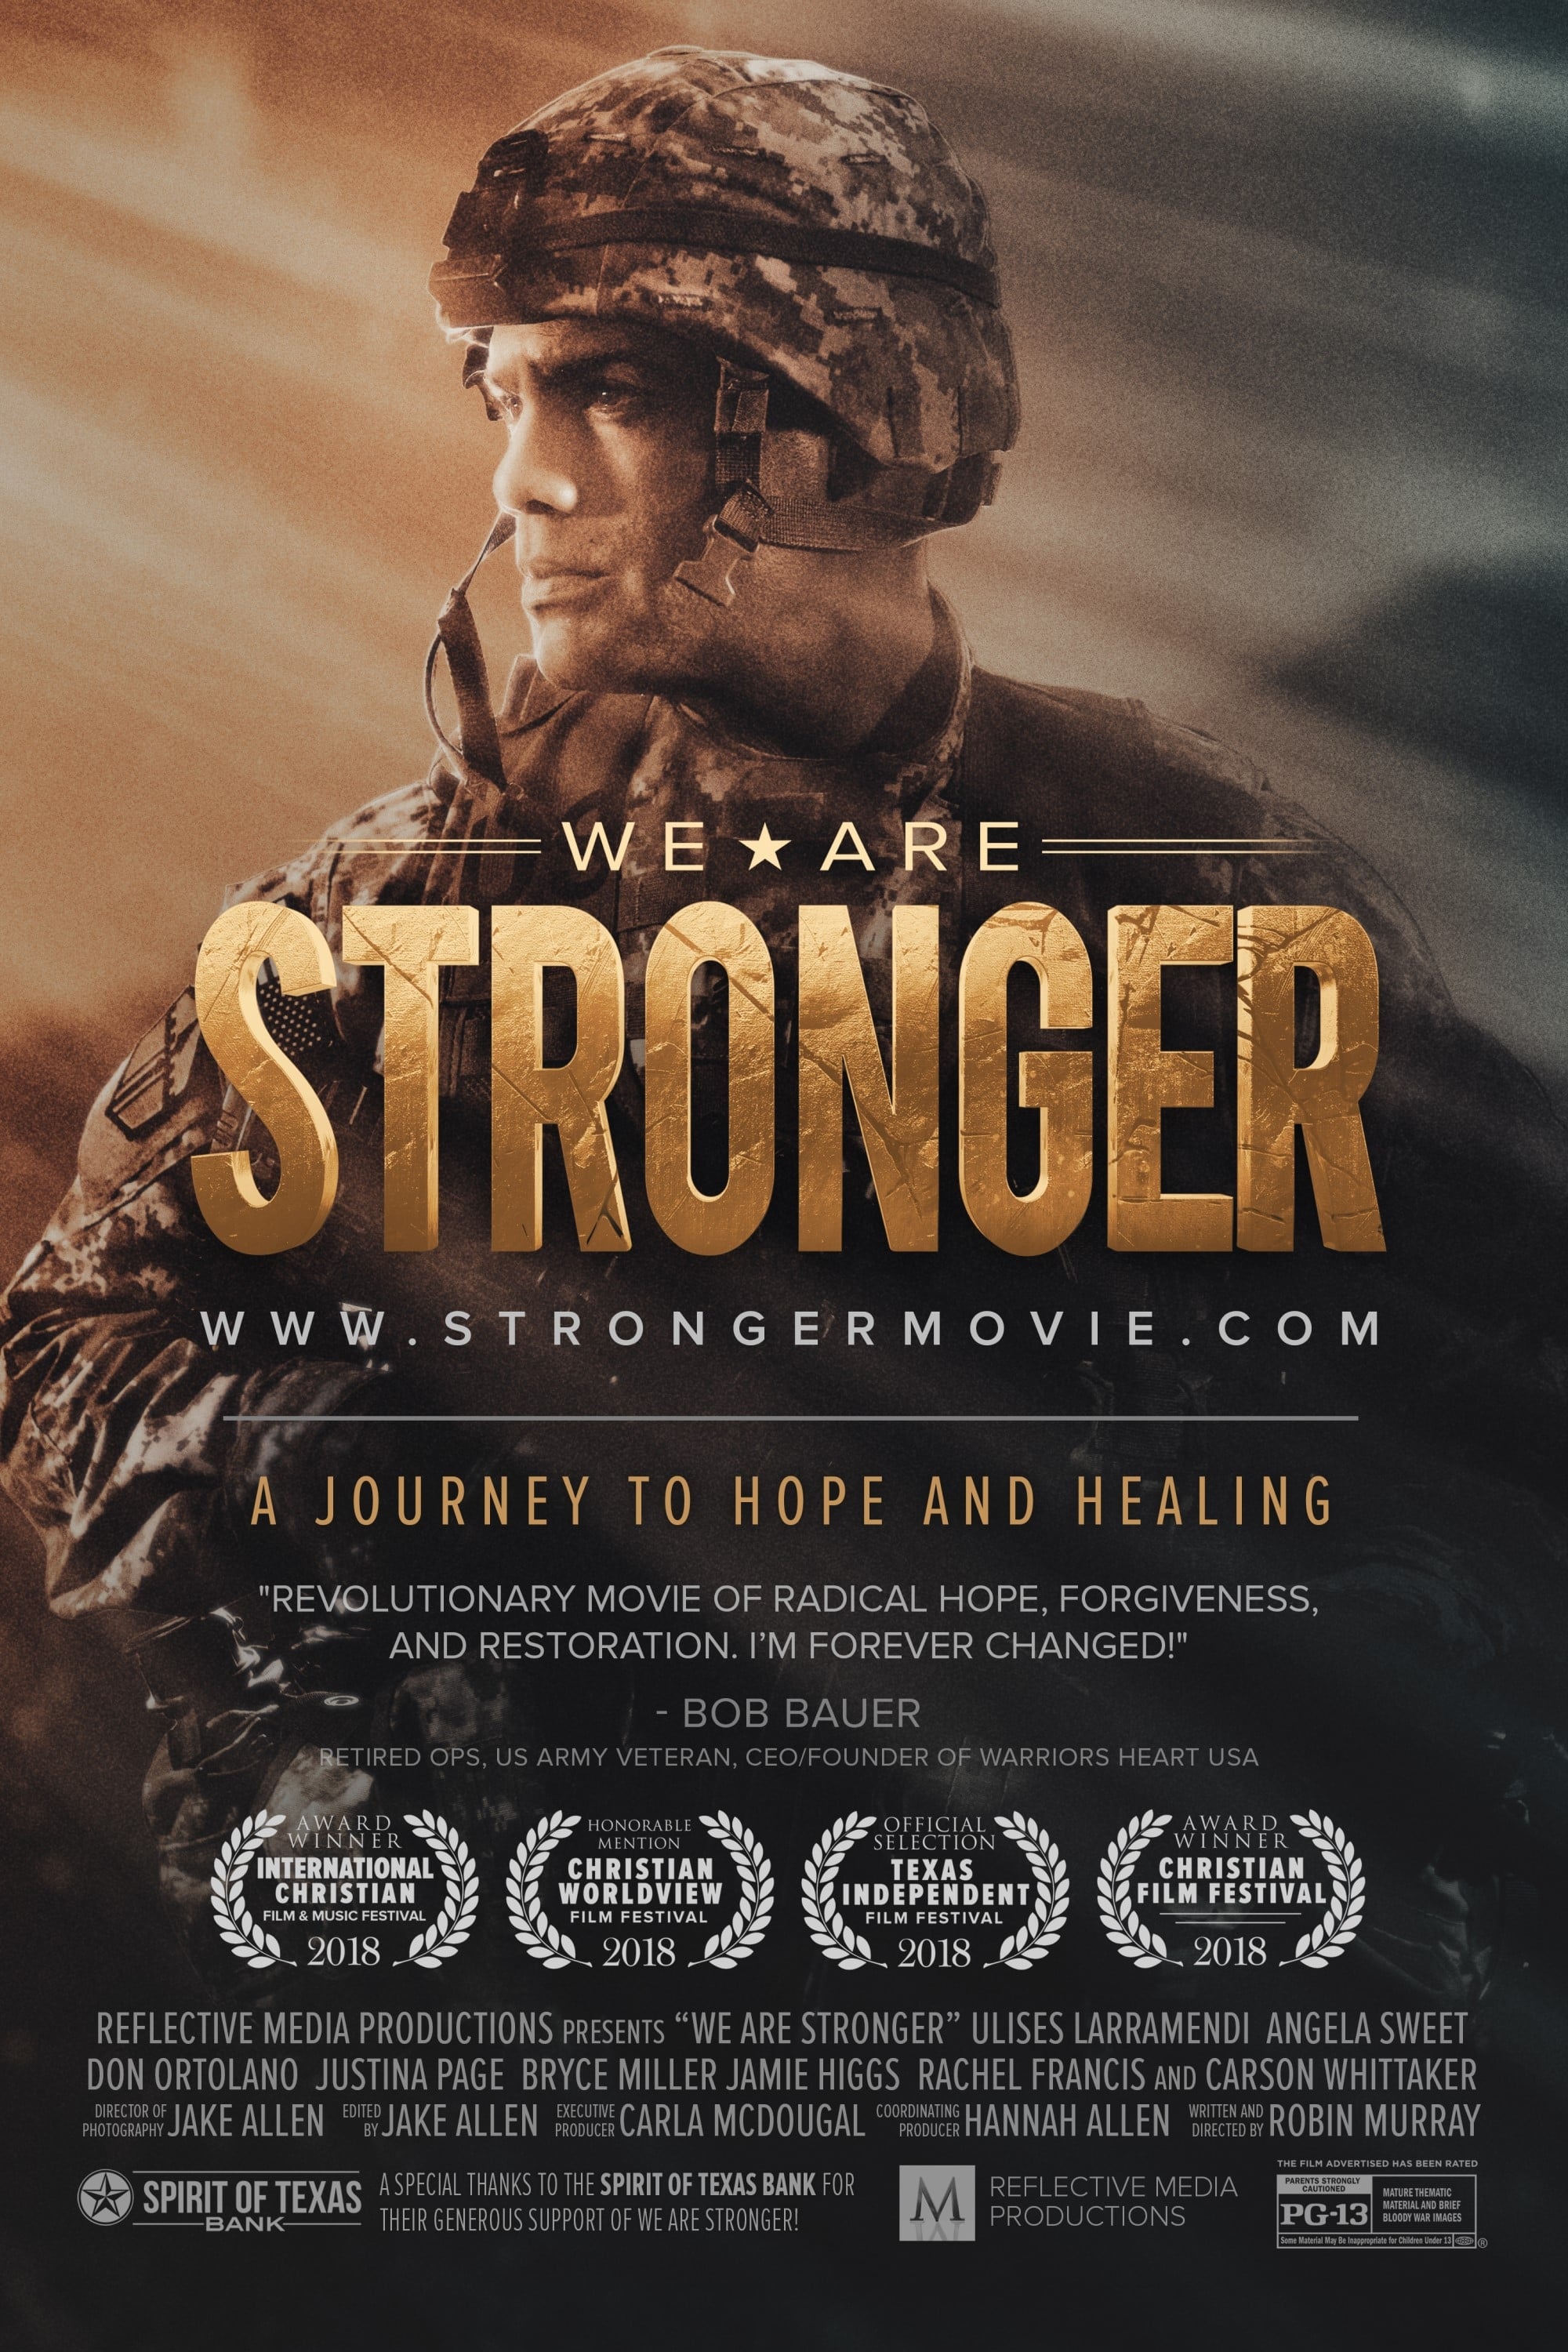 WE ★ ARE
STRONGER
WWW.STRONGERMOVIE.COM
A JOURNEY TO HOPE AND HEALING
"REVOLUTIONARY MOVIE OF RADICAL HOPE, FORGIVENESS,
AND RESTORATION. I'M FOREVER CHANGED!"
- BOB BAUER
RETIRED OPS, US ARMY VETERAN, CEO/FOUNDER OF WARRIORS HEART USA
AWARD
WINNER
INTERNATIONAL
CHRISTIAN
FILM & MUSIC FESTIVAL
2018
HONORABLE
MENTION
CHRISTIAN
WORLDVIEW
FILM FESTIVAL
2018
OFFICIAL
SELECTION
TEXAS
INDEPENDENT
FILM FESTIVAL
2018
AWARD
WINNER
CHRISTIAN
FILM FESTIVAL
2018
REFLECTIVE MEDIA PRODUCTIONS PRESENTS “WE ARE STRONGER” ULISES LARRAMENDI ANGELA SWEET
DON ORTOLANO JUSTINA PAGE BRYCE MILLER JAMIE HIGGS RACHEL FRANCIS AND CARSON WHITTAKER
DIRECTOR OF PHOTOGRAPHY JAKE ALLEN EDITED BY JAKE ALLEN EXECUTIVE PRODUCER CARLA MCDOUGAL COORDINATING PRODUCER HANNAH ALLEN WRITTEN AND DIRECTED BY ROBIN MURRAY
SPIRIT OF TEXAS
BANK
A SPECIAL THANKS TO THE SPIRIT OF TEXAS BANK FOR
THEIR GENEROUS SUPPORT OF WE ARE STRONGER!
M
REFLECTIVE MEDIA
PRODUCTIONS
THE FILM ADVERTISED HAS BEEN RATED
PARENTS STRONGLY
CAUTIONED
PG-13
MATURE THEMATIC
MATERIAL AND BRIEF
BLOODY WAR IMAGES
Some Material May Be Inappropriate for Children Under 13
®